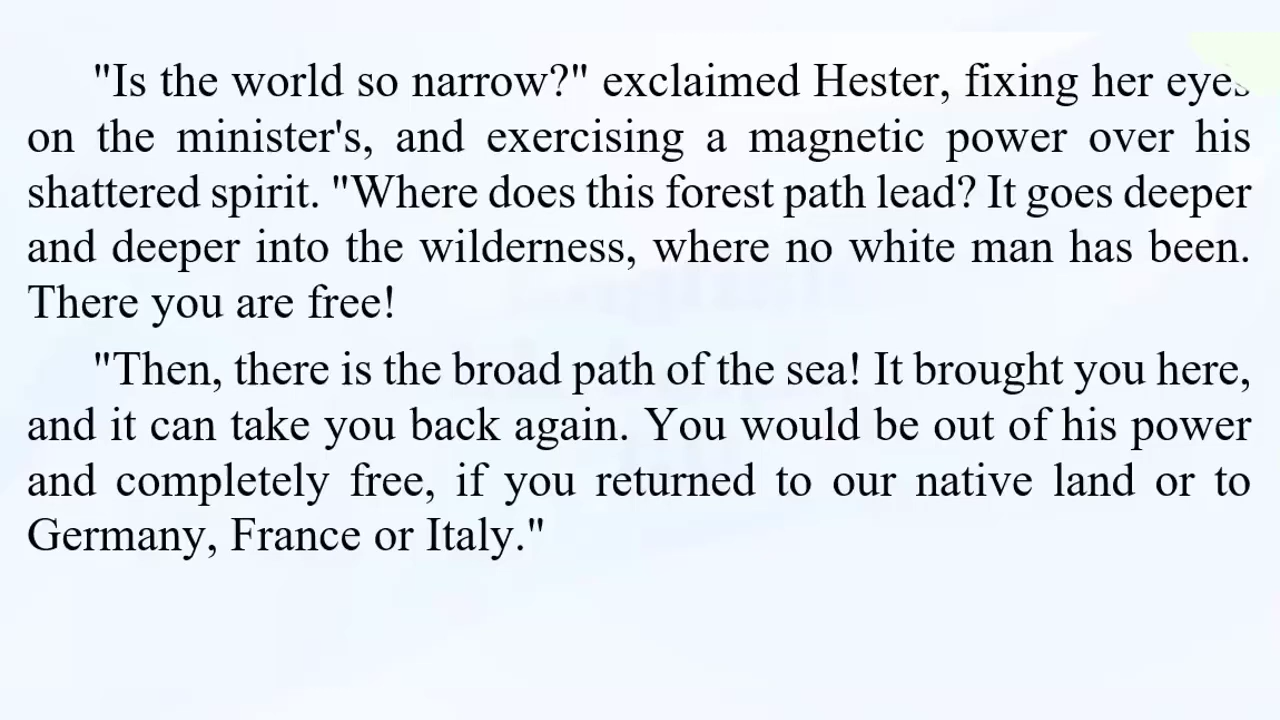 "Is the world so narrow?" exclaimed Hester, fixing her eyes
on the minister's, and exercising a magnetic power over his
shattered spirit. "Where does this forest path lead? It goes deeper
and deeper into the wilderness, where no white man has been.
There you are free!
"Then, there is the broad path of the sea! It brought you here,
and it can take you back again. You would be out of his power
and completely free, if you returned to our native land or to
Germany, France or Italy."